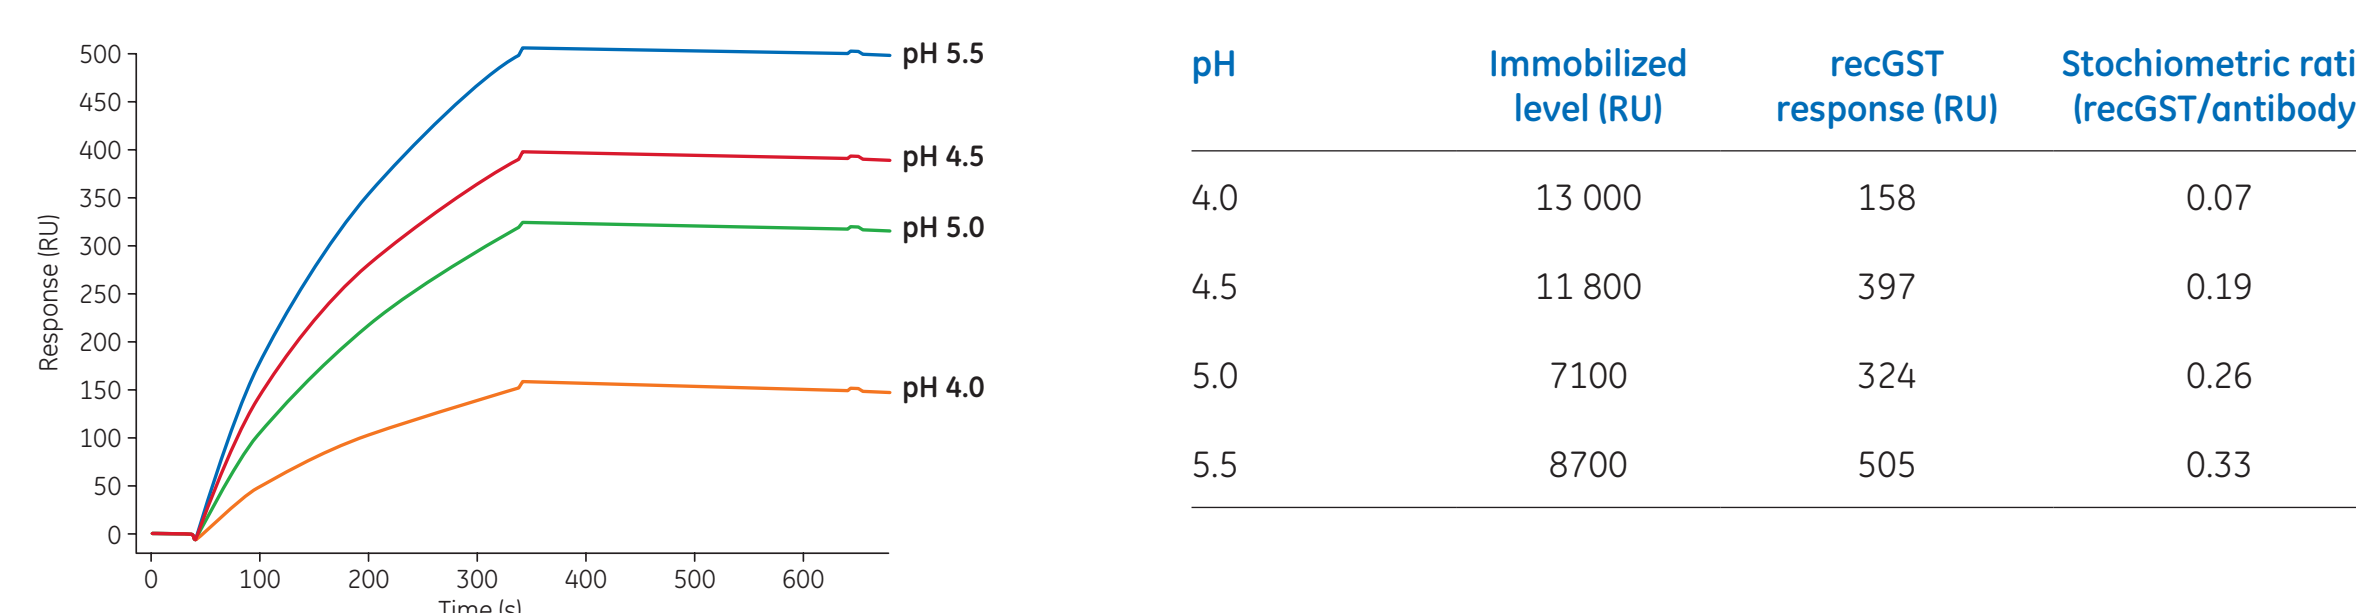 500
450
400
350
300
250
200
150
100
50
0
Response (RU)
0 100 200 300 400 500 600
Time (s)
pH 5.5
pH 4.5
pH 5.0
pH 4.0
pH Immobilized recGST Stochiometric rati
level (RU) response (RU) (recGST/antibody
4.0 13 000 158 0.07
4.5 11 800 397 0.19
5.0 7100 324 0.26
5.5 8700 505 0.33